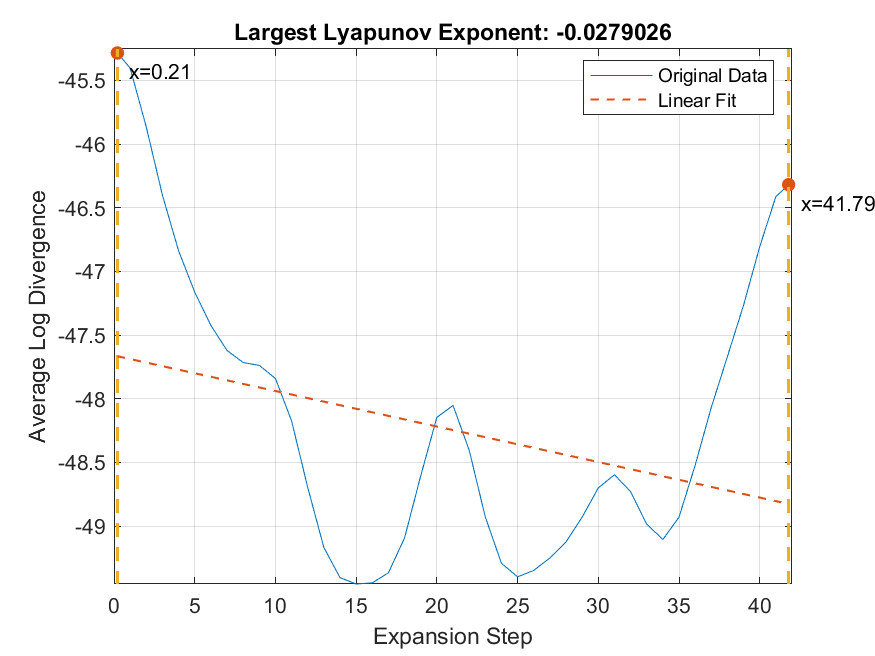 Largest Lyapunov Exponent: -0.0279026
x=0.21
Original Data
Linear Fit
x=41.79
-45.5
-46
-46.5
-47
-47.5
-48
-48.5
-49
Average Log Divergence
0 5 10 15 20 25 30 35 40
Expansion Step